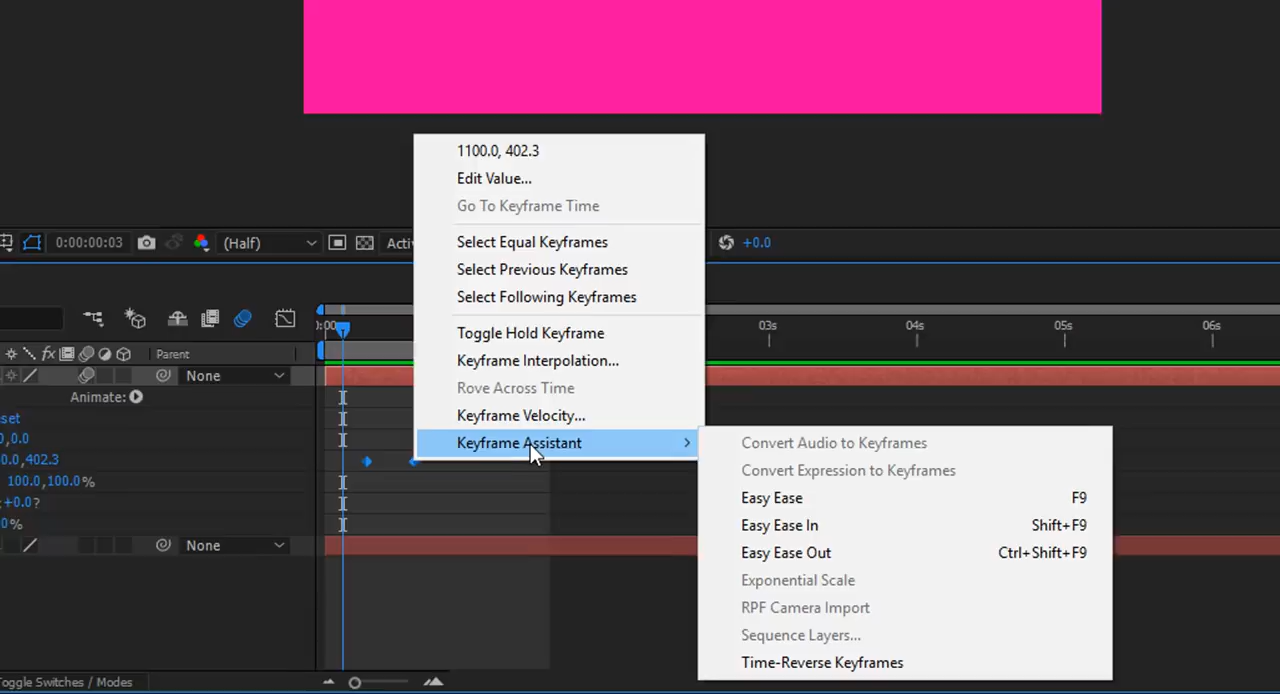 1100.0, 402.3
Edit Value...
Go To Keyframe Time
Select Equal Keyframes
Select Previous Keyframes
Select Following Keyframes
Toggle Hold Keyframe
Keyframe Interpolation...
Rove Across Time
Keyframe Velocity...
Keyframe Assistant
Convert Audio to Keyframes
Convert Expression to Keyframes
Easy Ease F9
Easy Ease In Shift+F9
Easy Ease Out Ctrl+Shift+F9
Exponential Scale
RPF Camera Import
Sequence Layers...
Time-Reverse Keyframes
0:00:00:03 (Half) Acti +0.0
:00 03s 04s 05s 06s
fx Parent
None
Animate:
set
0,0.0
0.0,402.3
100.0,100.0%
+0.0?
0%
None
Toggle Switches / Modes